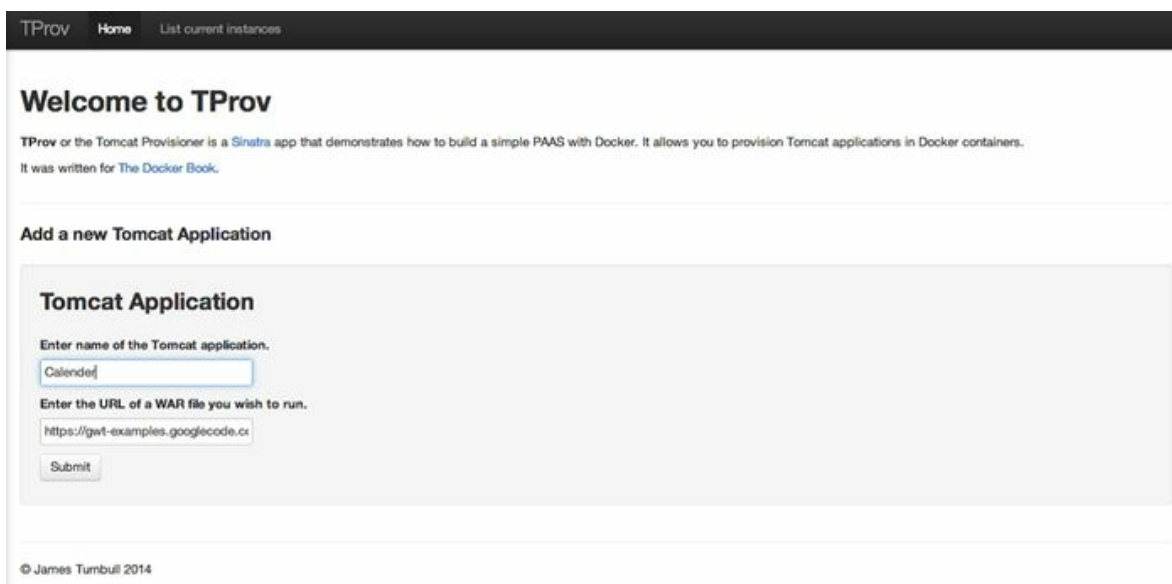 TProv Home List current instances
Welcome to TProv
TProv or the Tomcat Provisioner is a Sinatra app that demonstrates how to build a simple PAAS with Docker. It allows you to provision Tomcat applications in Docker containers.
It was written for The Docker Book.
Add a new Tomcat Application
Tomcat Application
Enter name of the Tomcat application.
Calender
Enter the URL of a WAR file you wish to run.
https://gwt-examples.googlecode.cc
Submit
© James Turnbull 2014